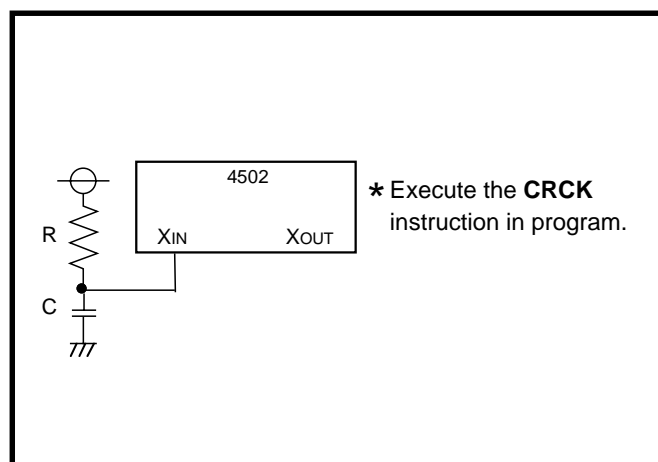 4502
* Execute the CRCK
instruction in program.
R
XIN XOUT
C